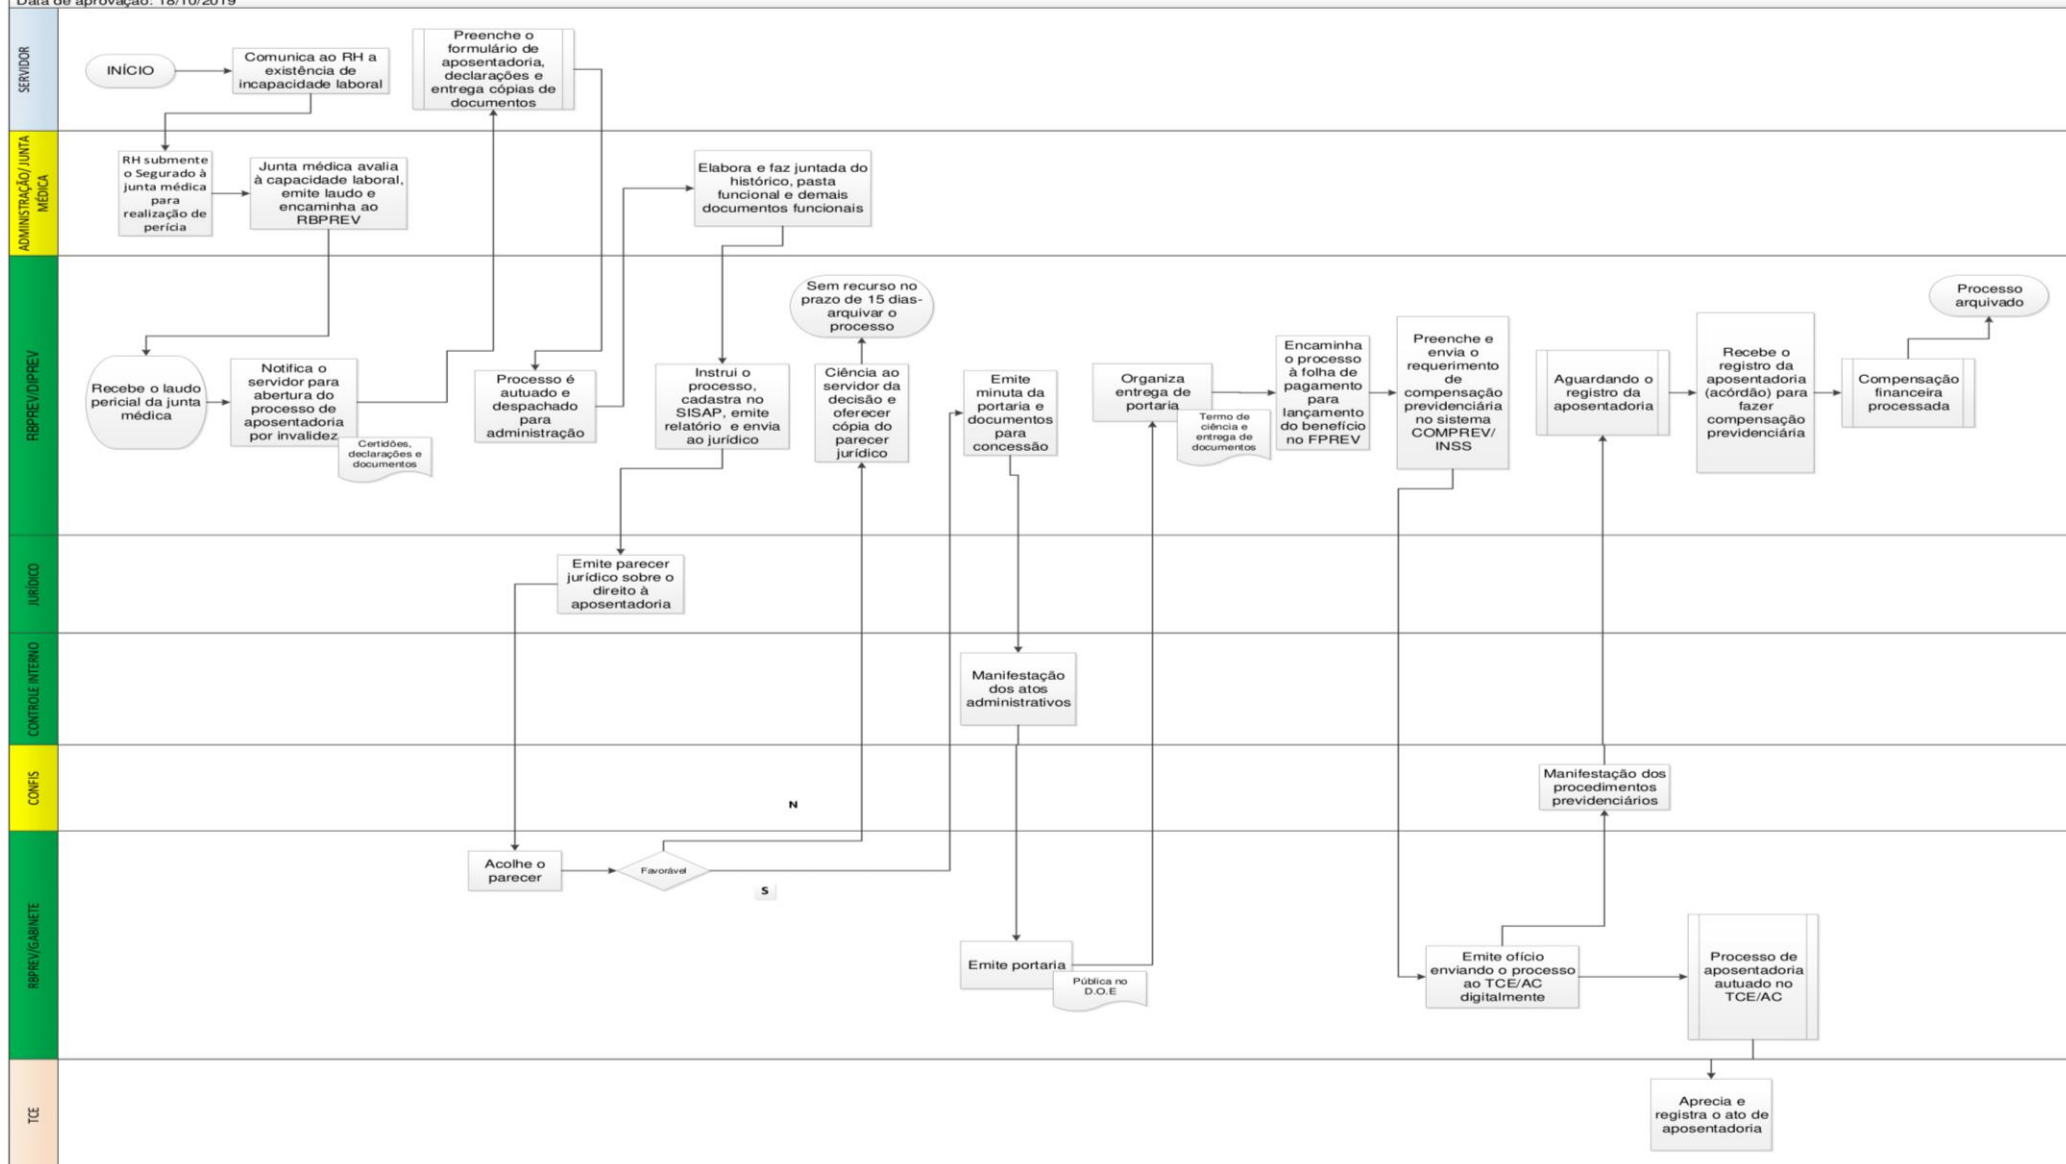 Data de aprovação: 18/10/2019
SERVIDOR
INÍCIO
Comunica ao RH a
existência de
incapacidade laboral
Preenche o
formulário de
aposentadoria,
declarações e
entrega cópias de
documentos
ADMINISTRAÇÃO/JUNTA
MÉDICA
RH submente
o Segurado à
junta médica
para
realização de
perícia
Junta médica avalia
à capacidade laboral,
emite laudo e
encaminha ao
RBPREV
Elabora e faz juntada do
histórico, pasta
funcional e demais
documentos funcionais
RBPREV/DIPREV
Recebe o laudo
pericial da junta
médica
Notifica o
servidor para
abertura do
processo de
aposentadoria
por invalidez
Certidões,
declarações e
documentos
Processo é
autuado e
despachado
para
administração
Instrui o
processo,
cadastra no
SISAP, emite
relatório e envia
ao jurídico
Sem recurso no
prazo de 15 dias-
arquivar o
processo
Ciência ao
servidor da
decisão e
oferecer
cópia do
parecer
jurídico
Emite
minuta da
portaria e
documentos
para
concessão
Organiza
entrega de
portaria
Termo de
ciência e
entrega de
documentos
Encaminha
o processo
à folha de
pagamento
para
lançamento
do benefício
no FPREV
Preenche e
envia o
requerimento
de
compensação
previdenciária
no sistema
COMPREV/
INSS
Aguardando o
registro da
aposentadoria
Recebe o
registro da
aposentadoria
(acórdão) para
fazer
compensação
previdenciária
Compensação
financeira
processada
Processo
arquivado
JURÍDICO
Emite parecer
jurídico sobre o
direito à
aposentadoria
CONTROLE INTERNO
Manifestação
dos atos
administrativos
CONFIS
N
Manifestação dos
procedimentos
previdenciários
RBPREV/GABINETE
Acolhe o
parecer
Favorável
S
Emite portaria
Pública no
D.O.E
Emite ofício
enviando o processo
ao TCE/AC
digitalmente
Processo de
aposentadoria
autuado no
TCE/AC
TCE
Aprecia e
registra o ato de
aposentadoria